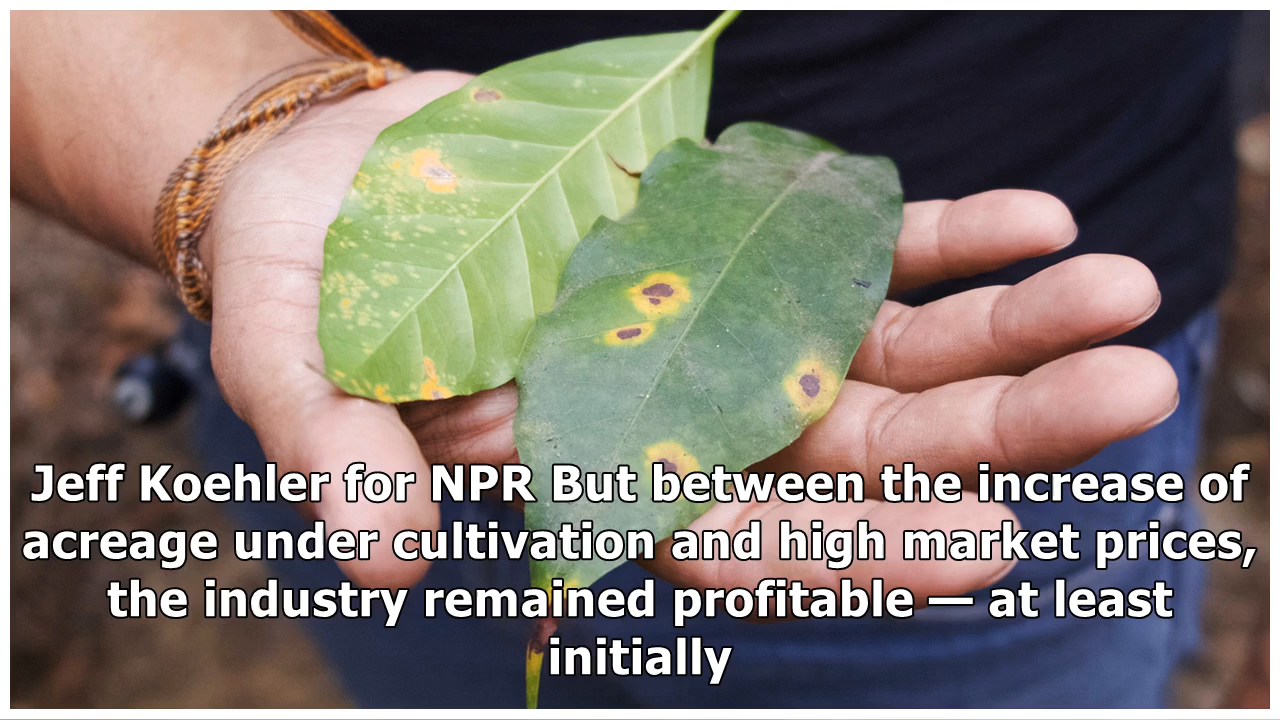 Jeff Koehler for NPR But between the increase of
acreage under cultivation and high market prices,
the industry remained profitable — at least
initially